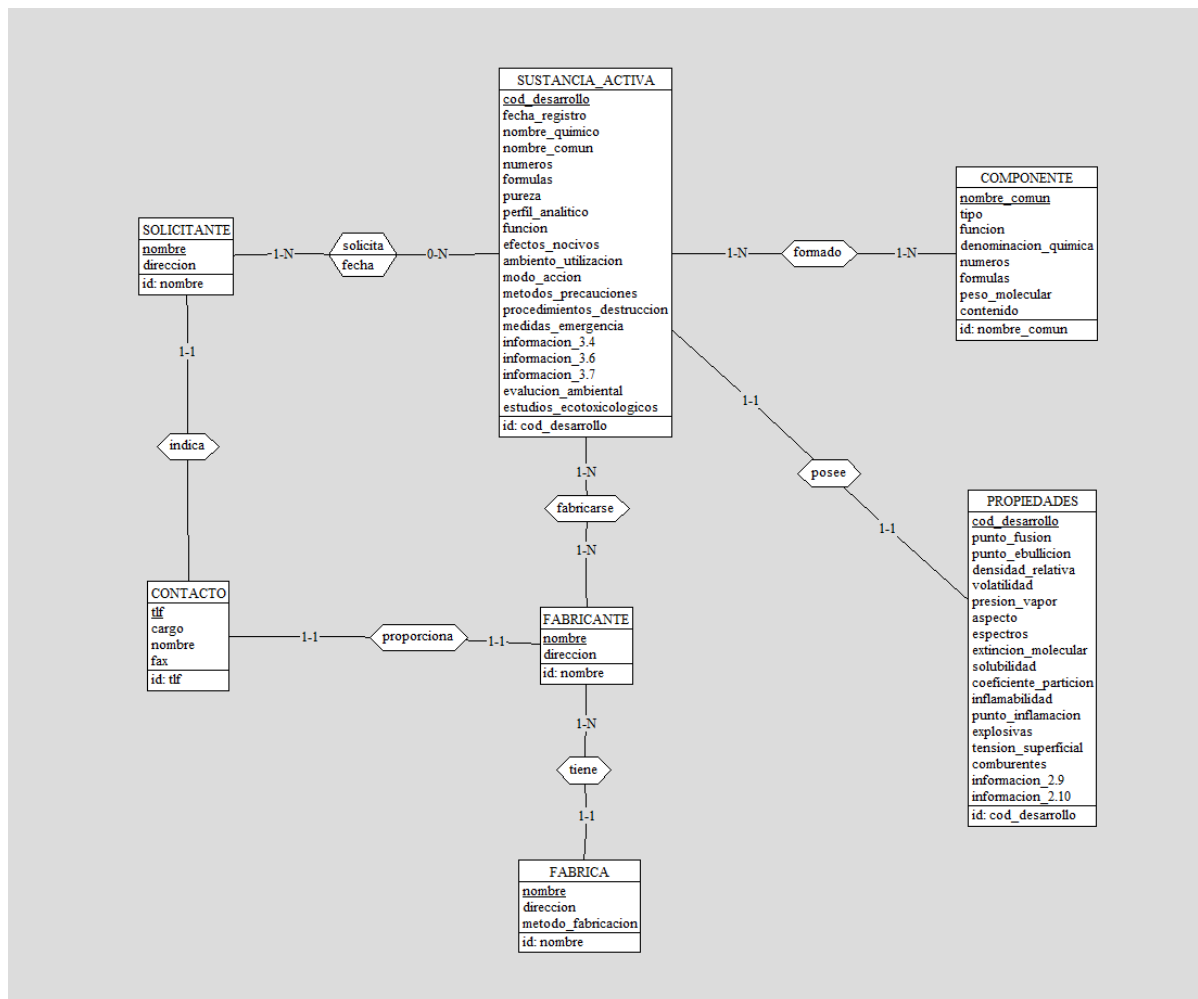 SUSTANCIA_ACTIVA
cod_desarrollo
fecha_registro
nombre_quimico
nombre_comun
numeros
formulas
pureza
perfil_analitico
funcion
efectos_nocivos
ambiento_utilizacion
modo_accion
metodos_precauciones
procedimientos_destruccion
medidas_emergencia
informacion_3.4
informacion_3.6
informacion_3.7
evalucion_ambiental
estudios_ecotoxicologicos
id: cod_desarrollo
SOLICITANTE
nombre
direccion
id: nombre
1-N
solicita
fecha
0-N
1-N
formado
1-N
COMPONENTE
nombre_comun
tipo
funcion
denominacion_quimica
numeros
formulas
peso_molecular
contenido
id: nombre_comun
1-1
indica
1-N
fabricarse
1-N
1-1
posee
1-1
PROPIEDADES
cod_desarrollo
punto_fusion
punto_ebullicion
densidad_relativa
volatilidad
presion_vapor
aspecto
espectros
extincion_molecular
solubilidad
coeficiente_particion
inflamabilidad
punto_inflamacion
explosivas
tension_superficial
comburentes
informacion_2.9
informacion_2.10
id: cod_desarrollo
CONTACTO
tlf
cargo
nombre
fax
id: tlf
1-1
proporciona
1-1
FABRICANTE
nombre
direccion
id: nombre
1-N
tiene
1-1
FABRICA
nombre
direccion
metodo_fabricacion
id: nombre